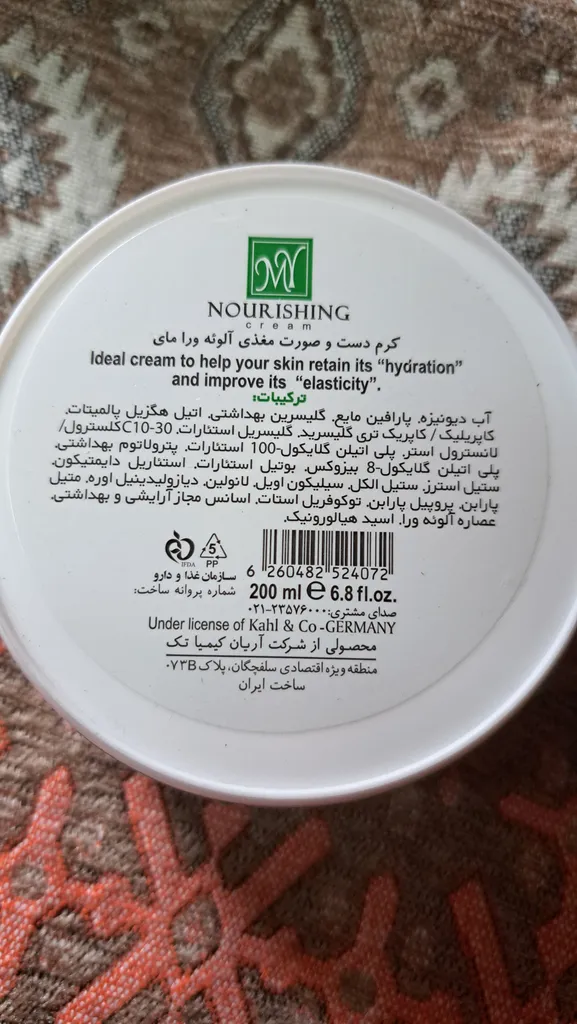 MY
NOURISHING
cream
کرم دست و صورت مغذی آلوئه ورا مای
Ideal cream to help your skin retain its “hydration”
and improve its “elasticity”.
ترکیبات:
آب دیونیزه، پارافین مایع، گلیسرین بهداشتی، اتیل هگزیل پالمیتات،
کاپریلیک / کاپریک تری گلیسرید، گلیسریل استئارات، C10-30کلسترول/
لانسترول استر، پلی اتیلن گلایکول-100 استئارات، پترولاتوم بهداشتی،
پلی اتیلن گلایکول-8 بیزوکس، بوتیل استئارات، استئاریل دایمتیکون،
ستیل استرز، ستیل الکل، سیلیکون اویل، لانولین، دیازولیدینیل اوره، متیل
پارابن، پروپیل پارابن، توکوفریل استات، اسانس مجاز آرایشی و بهداشتی،
عصاره آلوئه ورا، اسید هیالورونیک.
IFDA
5
PP
6 260482 524072
سازمان غذا و دارو
شماره پروانه ساخت:
200 ml e 6.8 fl.oz.
صدای مشتری: ۰۲۱-۲۳۵۷۶۰۰۰
Under license of Kahl & Co-GERMANY
محصولی از شرکت آریان کیمیا تک
منطقه ویژه اقتصادی سلفچگان، پلاک ۰۷۳B
ساخت ایران